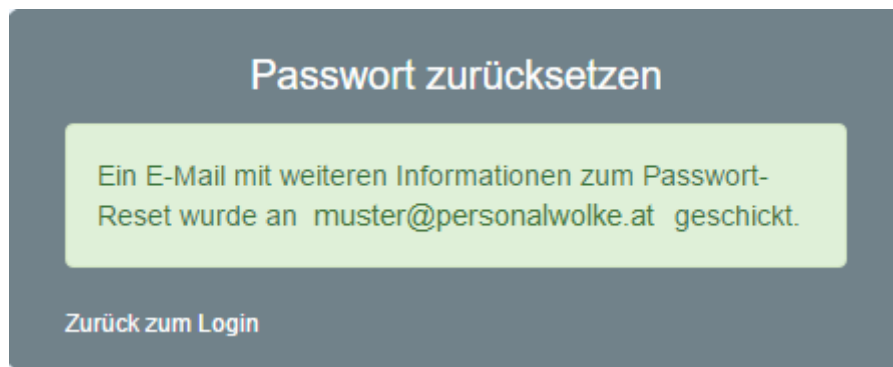 Passwort zurücksetzen
Ein E-Mail mit weiteren Informationen zum Passwort-
Reset wurde an muster@personalwolke.at geschickt.
Zurück zum Login